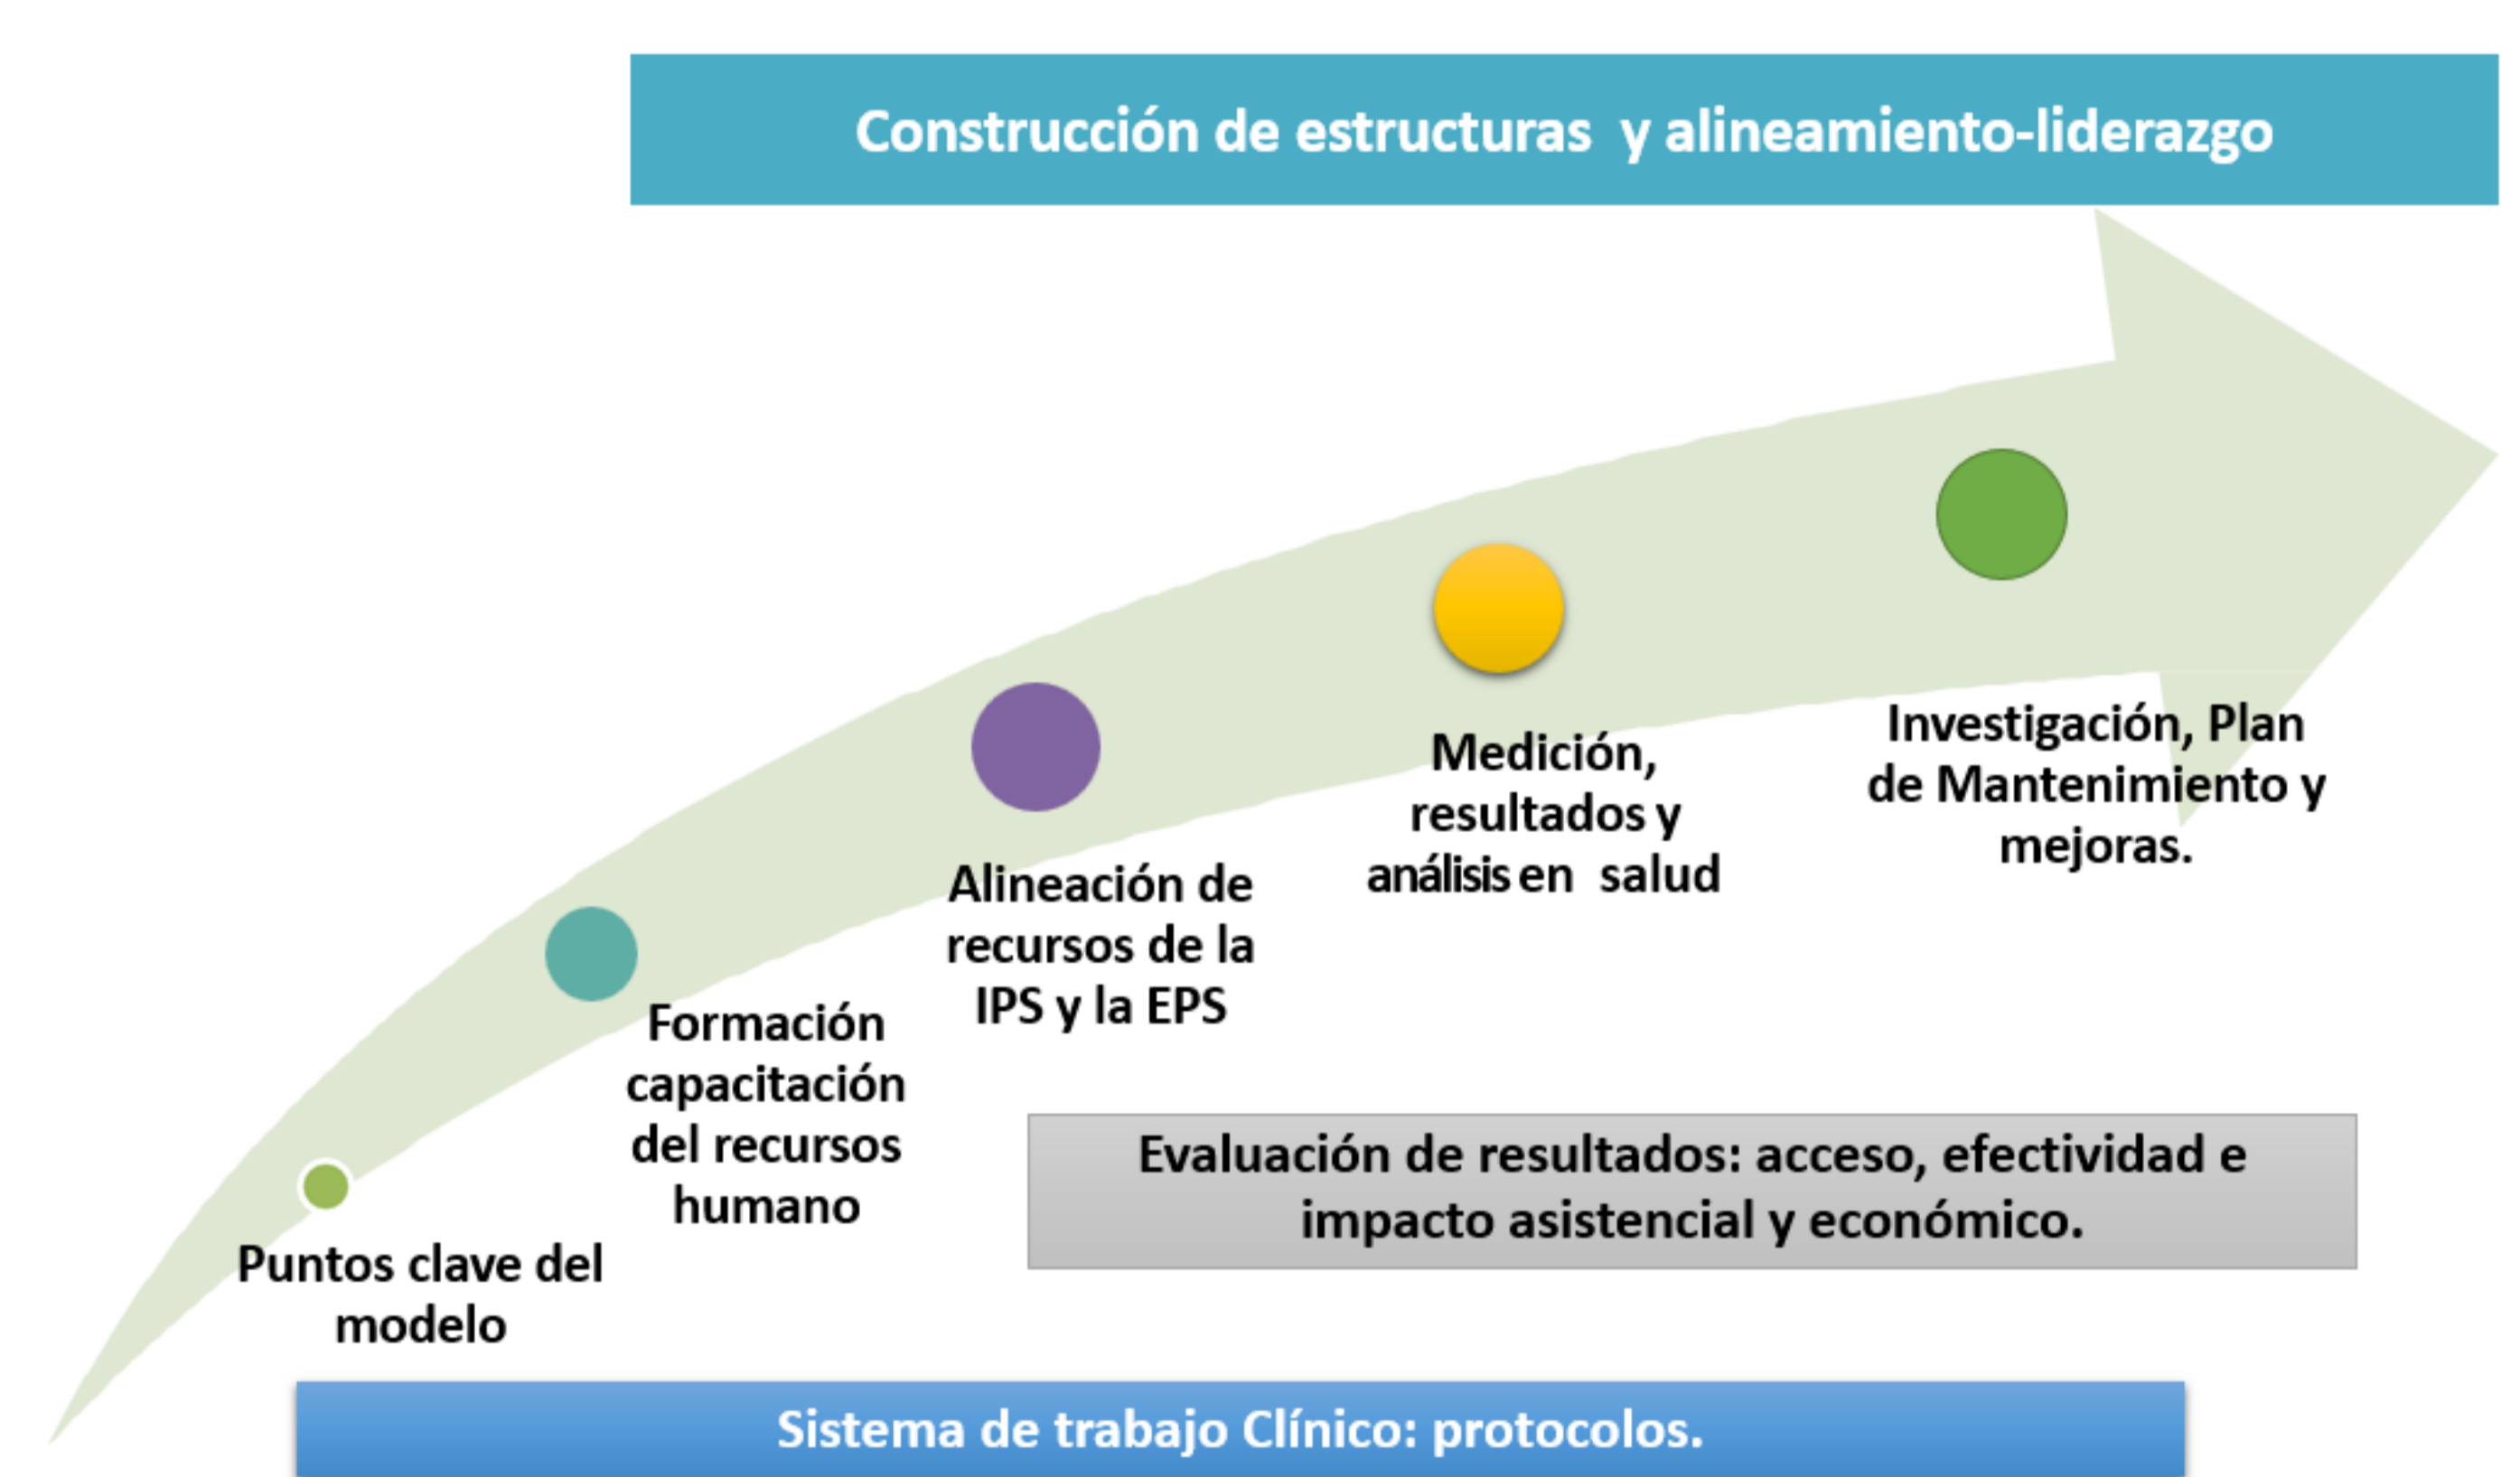 Construcción de estructuras y alineamiento-liderazgo
Puntos clave del
modelo
Formación
capacitación
del recursos
humano
Alineación de
recursos de la
IPS y la EPS
Medición,
resultados y
análisis en salud
Investigación, Plan
de Mantenimiento y
mejoras.
Evaluación de resultados: acceso, efectividad e
impacto asistencial y económico.
Sistema de trabajo Clínico: protocolos.